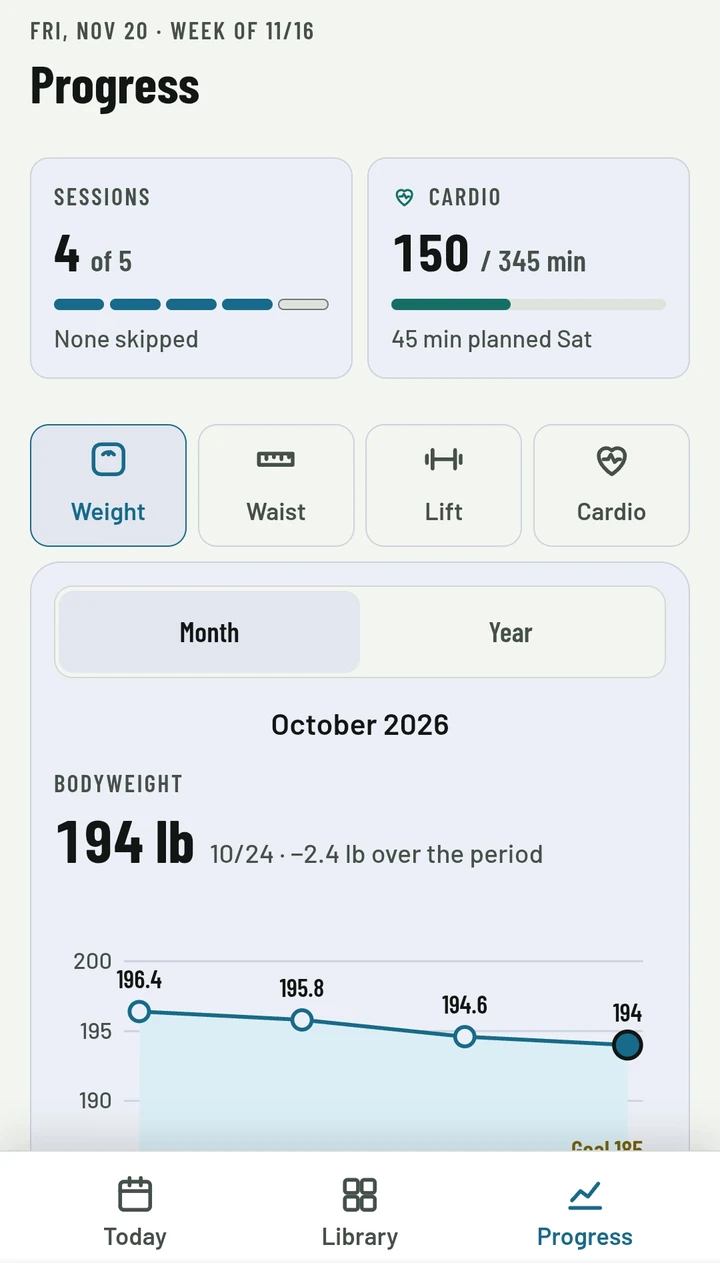 FRI, NOV 20 · WEEK OF 11/16
Progress
SESSIONS
4 of 5
None skipped
CARDIO
150 / 345 min
45 min planned Sat
Weight
Waist
Lift
Cardio
Month
Year
October 2026
BODYWEIGHT
194 lb 10/24 · −2.4 lb over the period
200
196.4
195.8
194.6
194
195
190
Goal 185
Today
Library
Progress